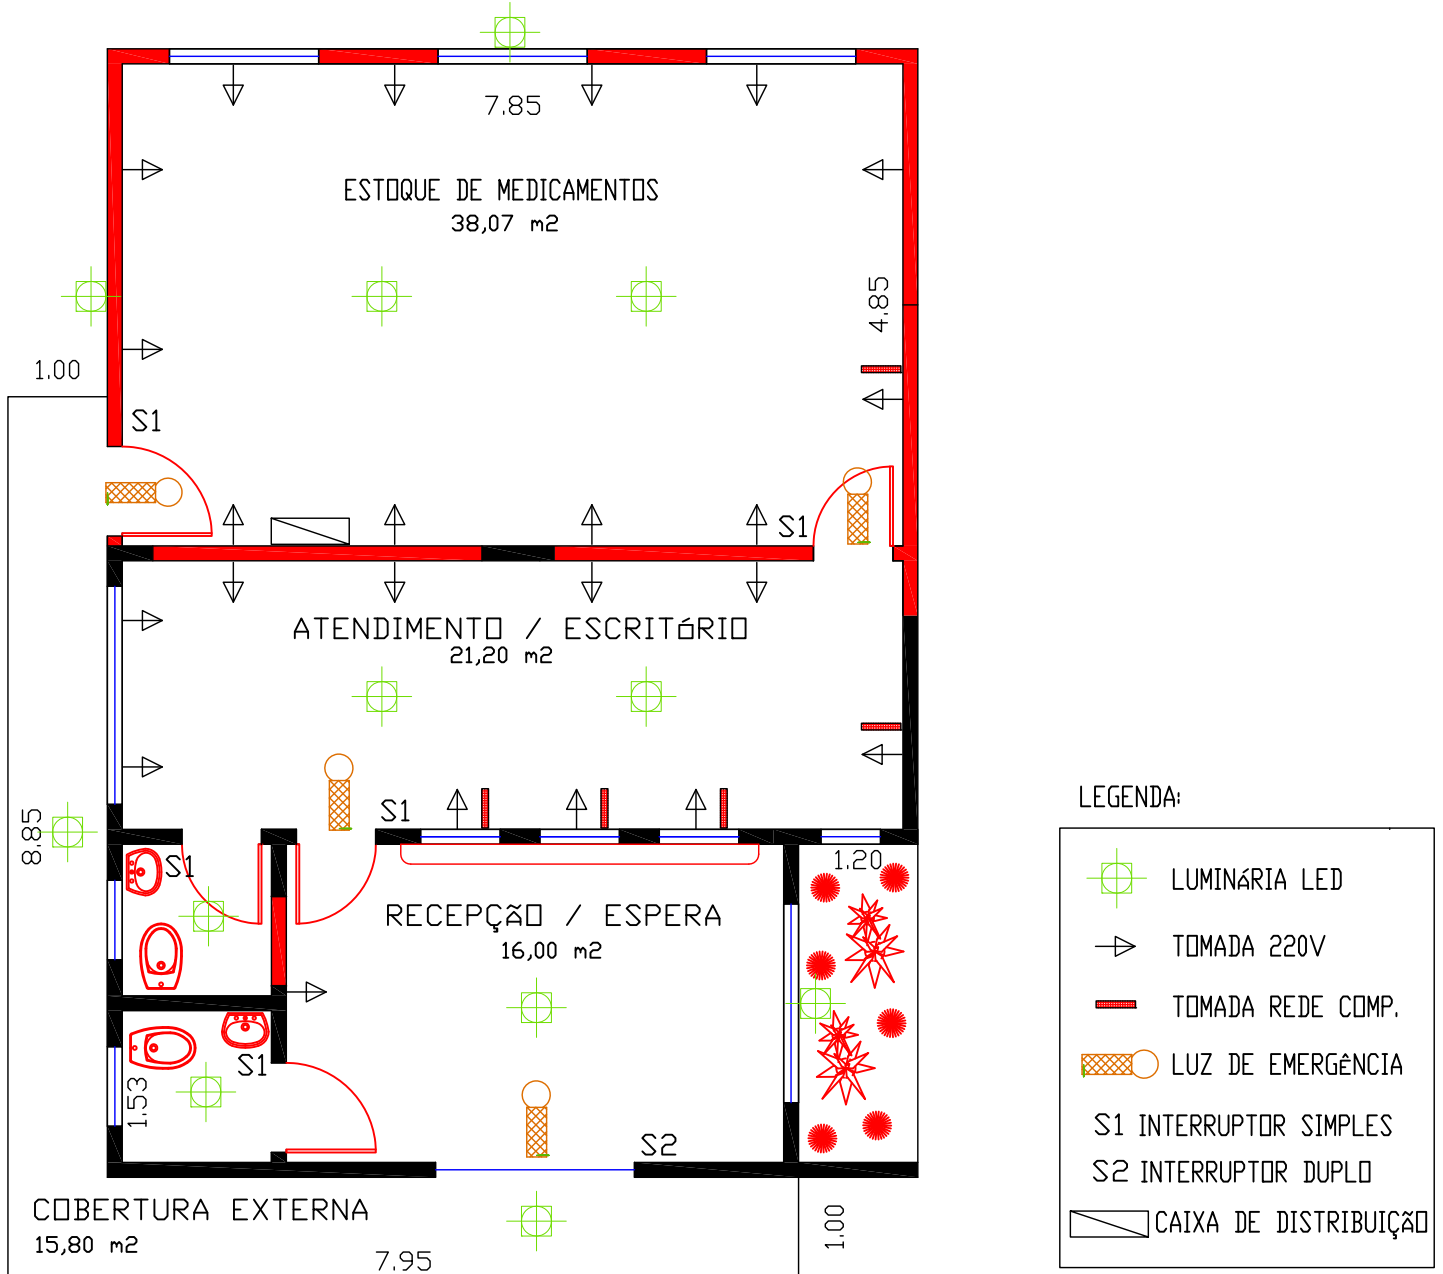 7.85
ESTOQUE DE MEDICAMENTOS
38,07 m2
4.85
1.00
S1
S1
ATENDIMENTO / ESCRITóRIO
21,20 m2
S1
8.85
S1
1.20
RECEPÇÃO / ESPERA
16,00 m2
S1
1.53
S2
COBERTURA EXTERNA
15,80 m2
7.95
1.00
LEGENDA:
LUMINáRIA LED
TOMADA 220V
TOMADA REDE COMP.
LUZ DE EMERGêNCIA
S1 INTERRUPTOR SIMPLES
S2 INTERRUPTOR DUPLO
CAIXA DE DISTRIBUIÇÃO